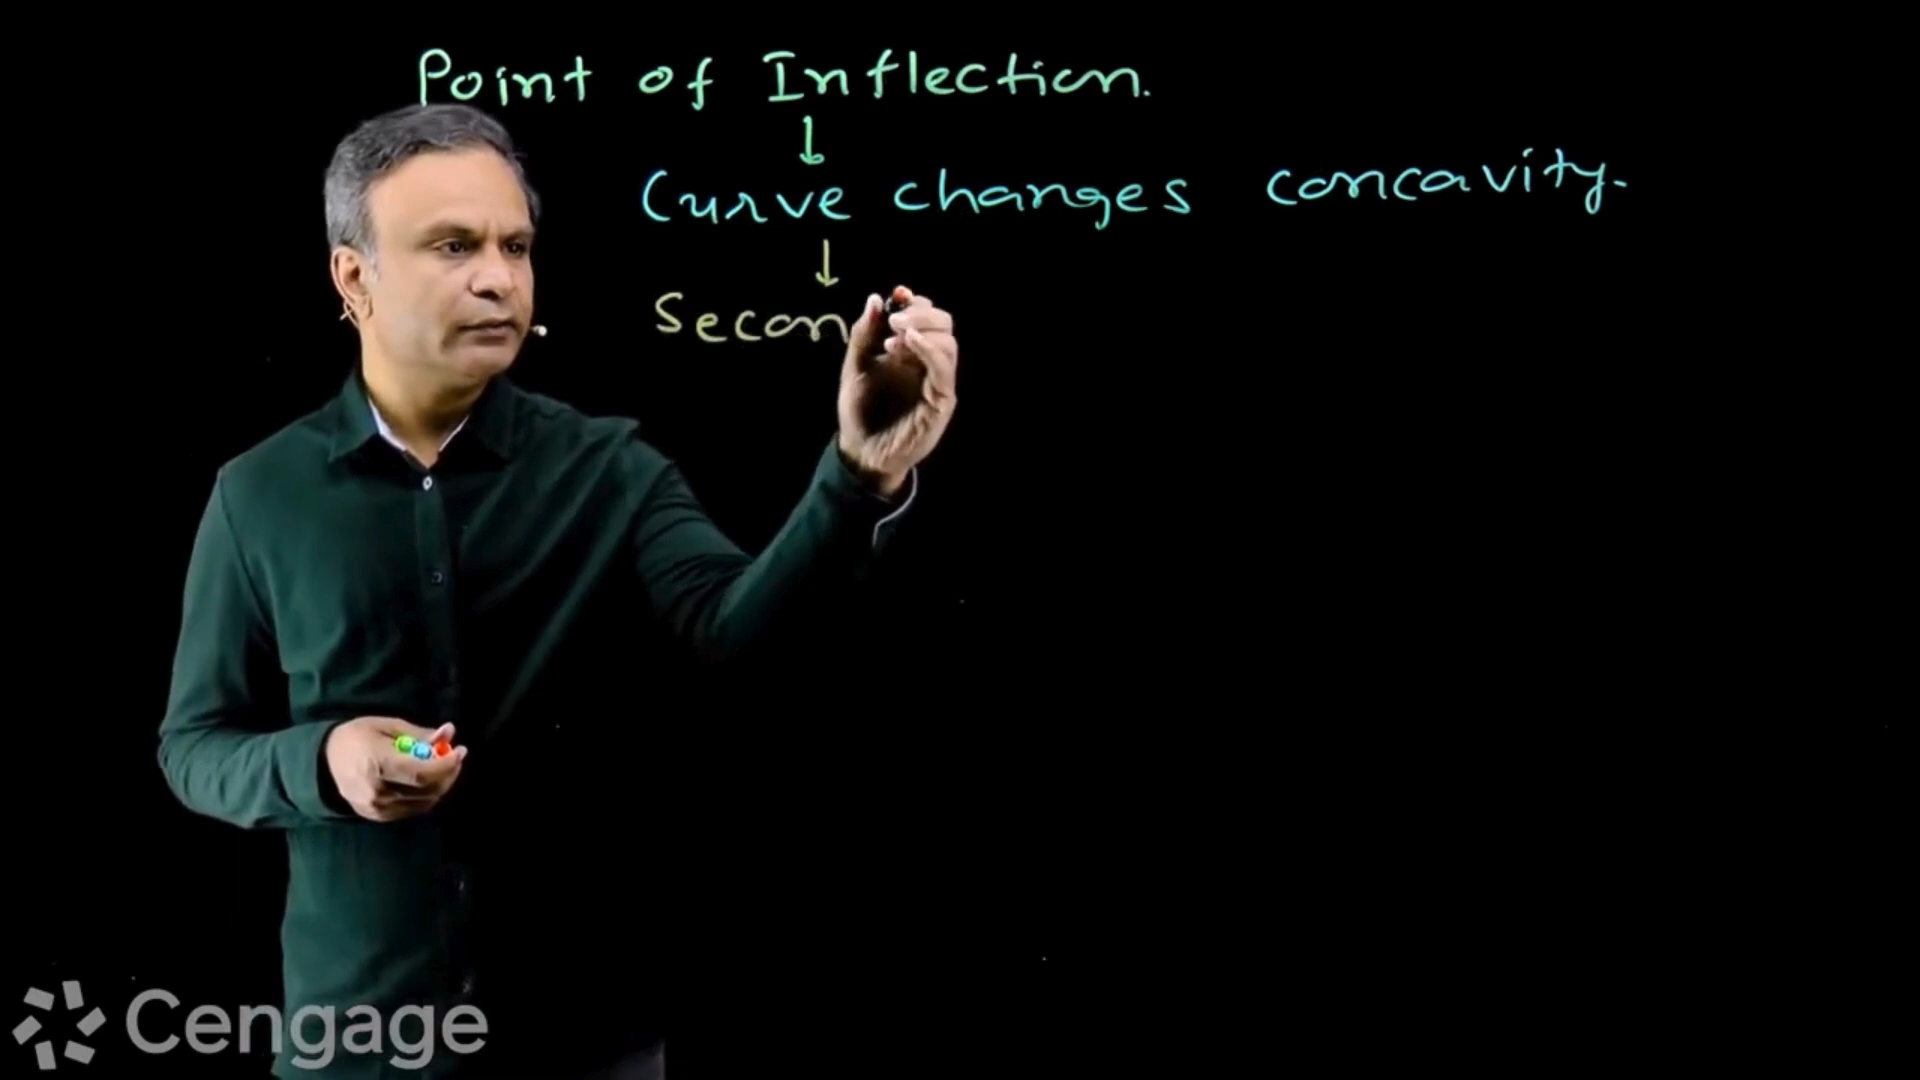 Point of Inflection.
↓
Curve changes concavity.
↓
Secon
Cengage